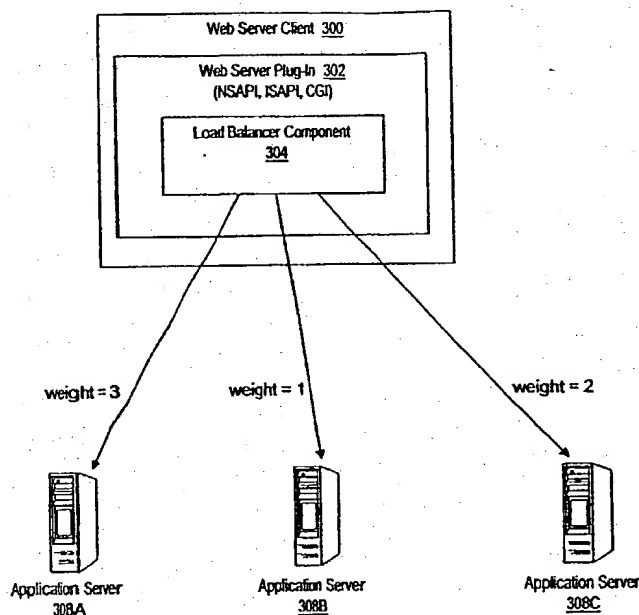 Web Server Client 300
Web Server Plug-In 302
(NSAPI, ISAPI, CGI)
Load Balancer Component
304
weight = 3
weight = 1
weight = 2
Application Server
308A
Application Server
308B
Application Server
308C